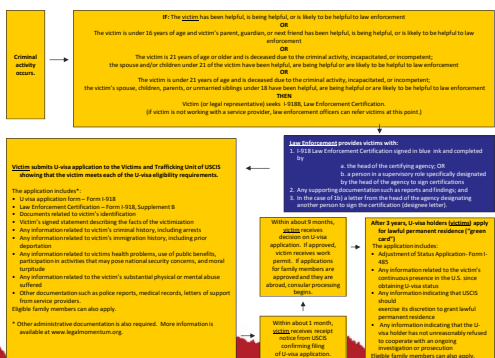 Criminal
activity
occurs.
IF: The victim has been helpful, is being helpful, or is likely to be helpful to law enforcement
OR
The victim is under 16 years of age and victim's parent, guardian, or next friend has been helpful, is being helpful, or is likely to be helpful to law
enforcement
OR
The victim is 21 years of age or older and is deceased due to the criminal activity, incapacitated, or incompetent;
the spouse and/or children under 21 of the victim have been helpful, are being helpful or are likely to be helpful to law enforcement
OR
The victim is under 21 years of age and is deceased due to the criminal activity, incapacitated, or incompetent;
the victim's spouse, children, parents, or unmarried siblings under 18 have been helpful, are being helpful or are likely to be helpful to law enforcement
THEN
Victim (or legal representative) seeks I-918B, Law Enforcement Certification.
(if victim is not working with a service provider, law enforcement officers can refer victims at this point.)
Law Enforcement provides victim with:
1. I-918 Law Enforcement Certification signed in blue ink and completed
by
a. the head of the certifying agency; OR
b. a person in a supervisory role specifically designated
by the head of the agency to sign certifications
2. Any supporting documentation such as reports and findings; and
3. In the case of 1b) a letter from the head of the agency designating
another person to sign the certification (designee letter).
Victim submits U-visa application to the Victims and Trafficking Unit of USCIS
showing that the victim meets each of the U-visa eligibility requirements.
The application includes*:
• U visa application form – Form I-918
• Law Enforcement Certification – Form I-918, Supplement B
• Documents related to victim's identification
• Victim's signed statement describing the facts of the victimization
• Any information related to victim's criminal history, including arrests
• Any information related to victim's immigration history, including prior
deportation
• Any information related to victims health problems, use of public benefits,
participation in activities that may pose national security concerns, and moral
turpitude
• Any information related to the victim's substantial physical or mental abuse
suffered
• Other documentation such as police reports, medical records, letters of support
from service providers.
Eligible family members can also apply.
* Other administrative documentation is also required. More information is
available at www.legalmomentum.org.
Within about 1 month,
victim receives receipt
notice from USCIS
confirming filing
of U-visa application.
Within about 9 months,
victim receives
decision on U-visa
application. If approved,
victim receives work
permit. If applications
for family members are
approved and they are
abroad, consular processing
begins.
After 3 years, U-visa holders (victims) apply
for lawful permanent residency ("green
card")
The application includes:
• Adjustment of Status Application- Form I-
485
• Any information related to the victim's
continuous presence in the U.S. since
obtaining U-visa status
• Any information indicating that USCIS
should
exercise its discretion to grant lawful
permanent residence
• Any information indicating that the U-
visa holder has not unreasonably refused
to cooperate with an ongoing
investigation or prosecution
Eligible family members can also apply.